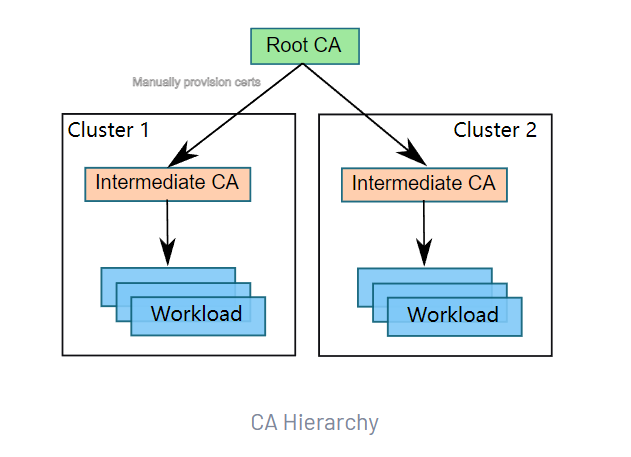 Root CA
Manually provision certs
Cluster 1
Cluster 2
Intermediate CA
Intermediate CA
Workload
Workload
CA Hierarchy